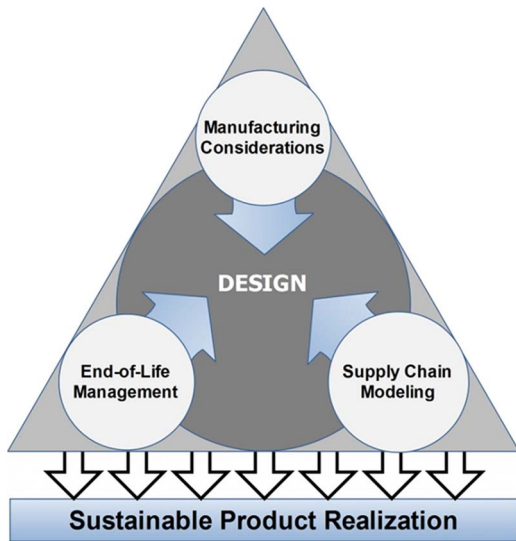 Manufacturing
Considerations
DESIGN
End-of-Life
Management
Supply Chain
Modeling
Sustainable Product Realization